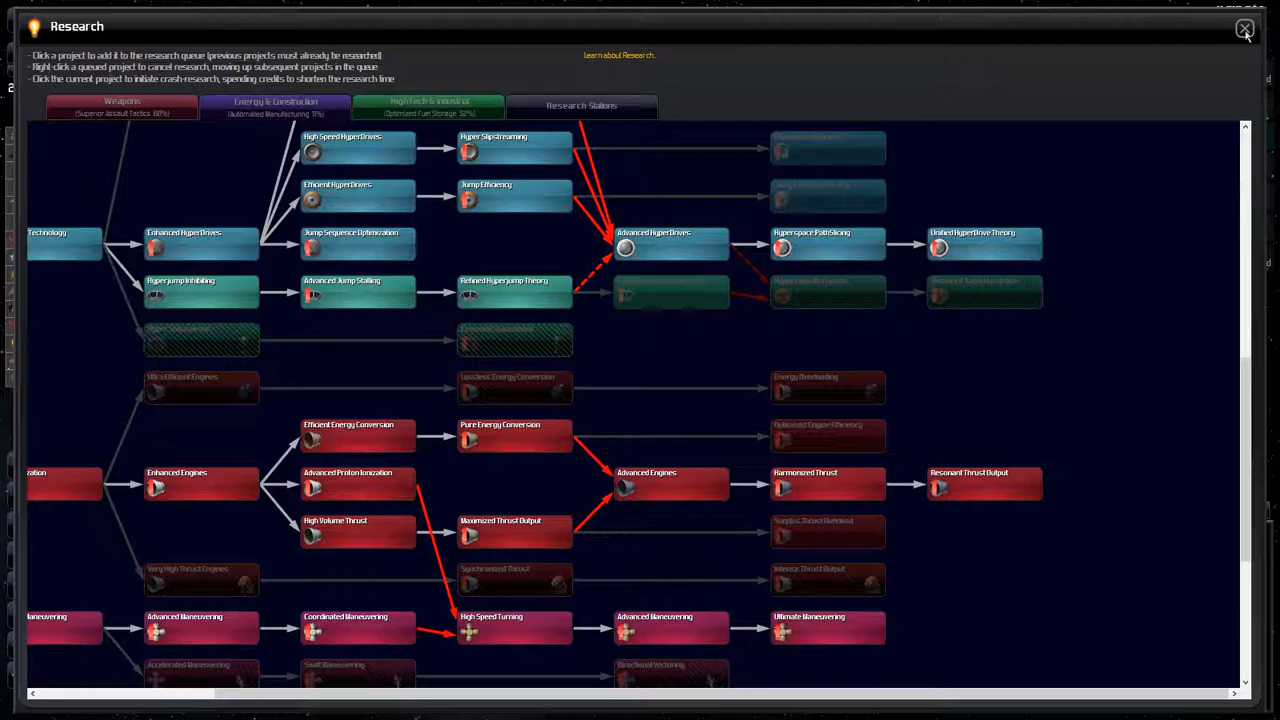 Research
- Click a project to add it to the research queue (previous projects must already be researched)
- Right-click a queued project to cancel research, moving up subsequent projects in the queue
- Click the current project to initiate crash-research, spending credits to shorten the research time
Learn about Research.
Weapons
(Superior Assault Tactics 68%)
Energy & Construction
(Automated Manufacturing 17%)
HighTech & Industrial
(Optimized Fuel Storage 52%)
Research Stations
High Speed HyperDrives
Hyper Slipstreaming
Efficient HyperDrives
Jump Efficiency
Technology
Enhanced HyperDrives
Jump Sequence Optimization
Advanced HyperDrives
Hyperspace PathSlicing
Unified HyperDrive Theory
Hyperjump Inhibiting
Advanced Jump Stalling
Refined Hyperjump Theory
Ultra Efficient Engines
Lossless Energy Conversion
Energy Overloading
Efficient Energy Conversion
Pure Energy Conversion
Optimized Engine Efficiency
ization
Enhanced Engines
Advanced Proton Ionization
Advanced Engines
Harmonized Thrust
Resonant Thrust Output
High Volume Thrust
Maximized Thrust Output
Surplus Thrust Overload
Very High Thrust Engines
Synchronized Thrust
Intense Thrust Output
Maneuvering
Advanced Maneuvering
Coordinated Maneuvering
High Speed Turning
Advanced Maneuvering
Ultimate Maneuvering
Accelerated Maneuvering
Swift Maneuvering
Directional Vectoring